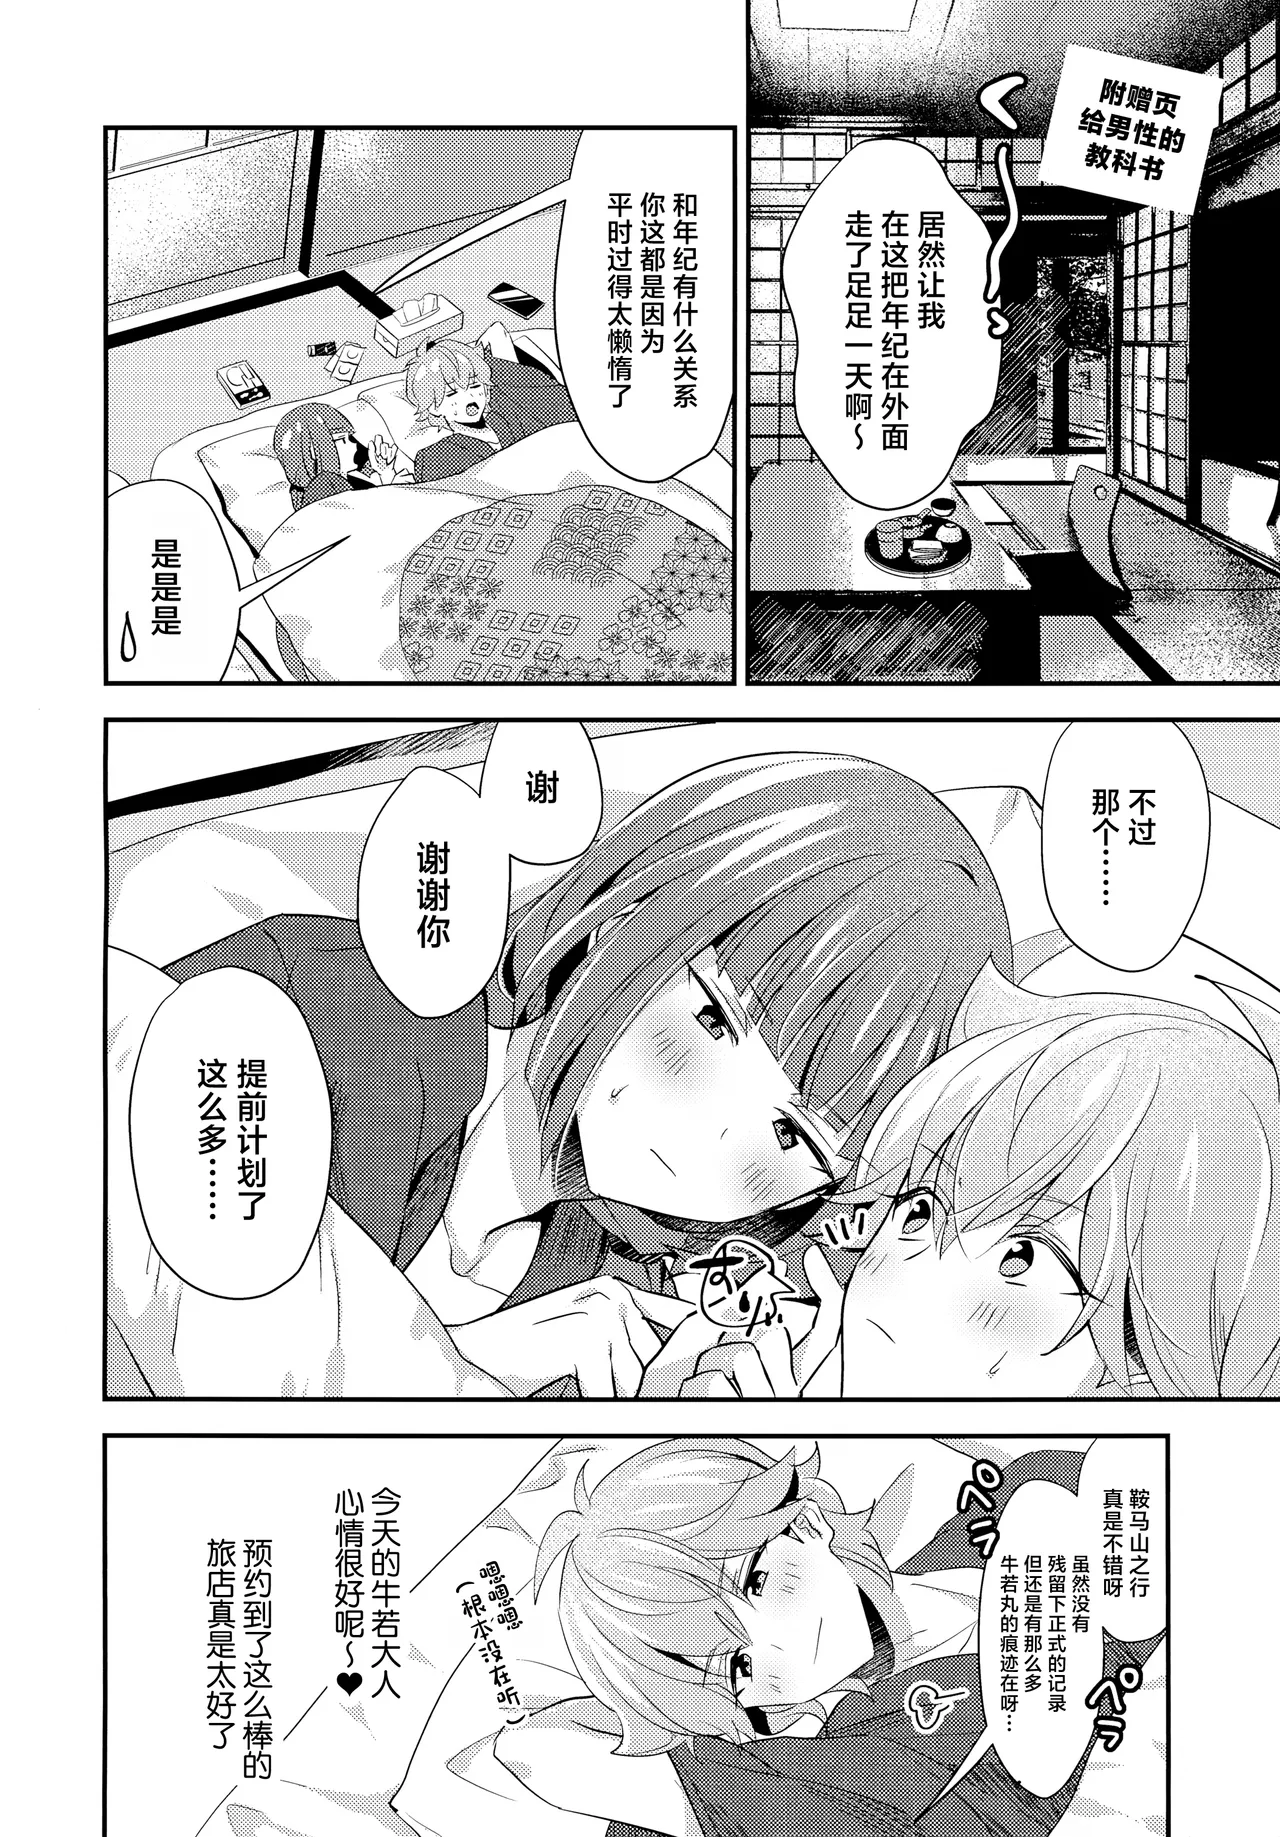 附赠页
给男性的
教科书
居然让我
在这把年纪在外面
走了足足一天啊～
和年纪有什么关系
你这都是因为
平时过得太懒惰了
是是是
不过
那个……
谢
谢谢你
提前计划了
这么多……
鞍马山之行
真是不错呀
虽然没有
残留下正式的记录
但还是有那么多
牛若丸的痕迹在呀…
嗯嗯嗯
（根本没在听）
今天的牛若大人
心情很好呢～♥
预约到了这么棒的
旅店真是太好了